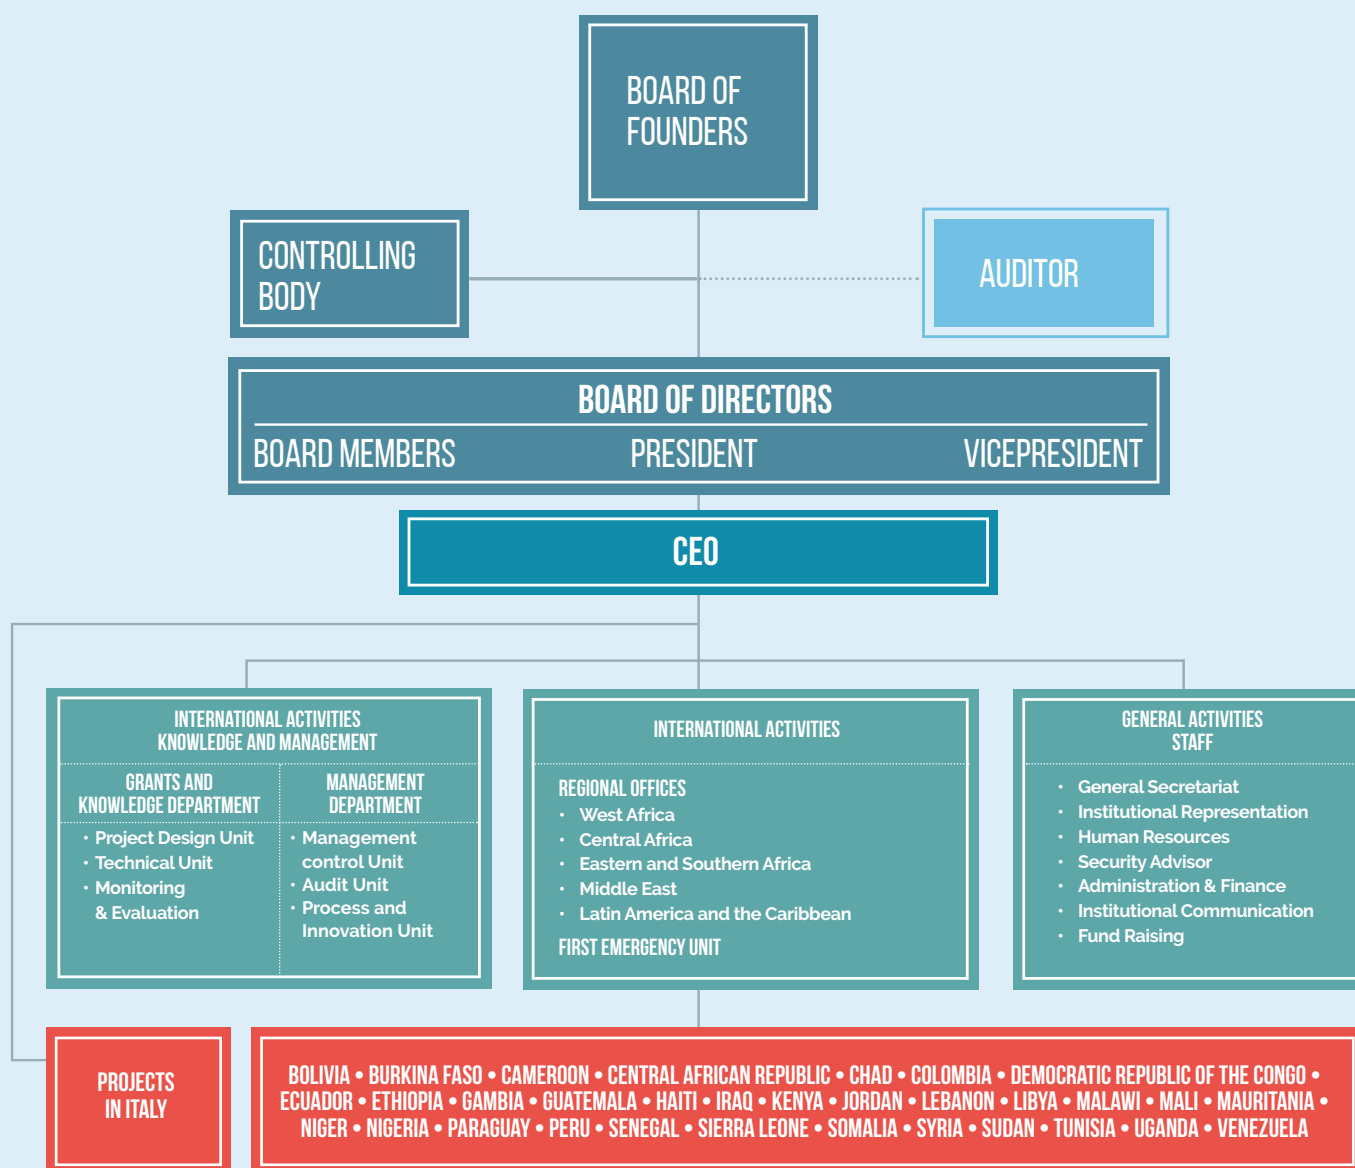 BOARD OF
FOUNDERS
CONTROLLING
BODY
AUDITOR
BOARD OF DIRECTORS
BOARD MEMBERS PRESIDENT VICEPRESIDENT
CEO
INTERNATIONAL ACTIVITIES
KNOWLEDGE AND MANAGEMENT
GRANTS AND
KNOWLEDGE DEPARTMENT
• Project Design Unit
• Technical Unit
• Monitoring
& Evaluation
MANAGEMENT
DEPARTMENT
• Management
control Unit
• Audit Unit
• Process and
Innovation Unit
INTERNATIONAL ACTIVITIES
REGIONAL OFFICES
• West Africa
• Central Africa
• Eastern and Southern Africa
• Middle East
• Latin America and the Caribbean
FIRST EMERGENCY UNIT
GENERAL ACTIVITIES
STAFF
• General Secretariat
• Institutional Representation
• Human Resources
• Security Advisor
• Administration & Finance
• Institutional Communication
• Fund Raising
PROJECTS
IN ITALY
BOLIVIA • BURKINA FASO • CAMEROON • CENTRAL AFRICAN REPUBLIC • CHAD • COLOMBIA • DEMOCRATIC REPUBLIC OF THE CONGO •
ECUADOR • ETHIOPIA • GAMBIA • GUATEMALA • HAITI • IRAQ • KENYA • JORDAN • LEBANON • LIBYA • MALAWI • MALI • MAURITANIA •
NIGER • NIGERIA • PARAGUAY • PERU • SENEGAL • SIERRA LEONE • SOMALIA • SYRIA • SUDAN • TUNISIA • UGANDA • VENEZUELA